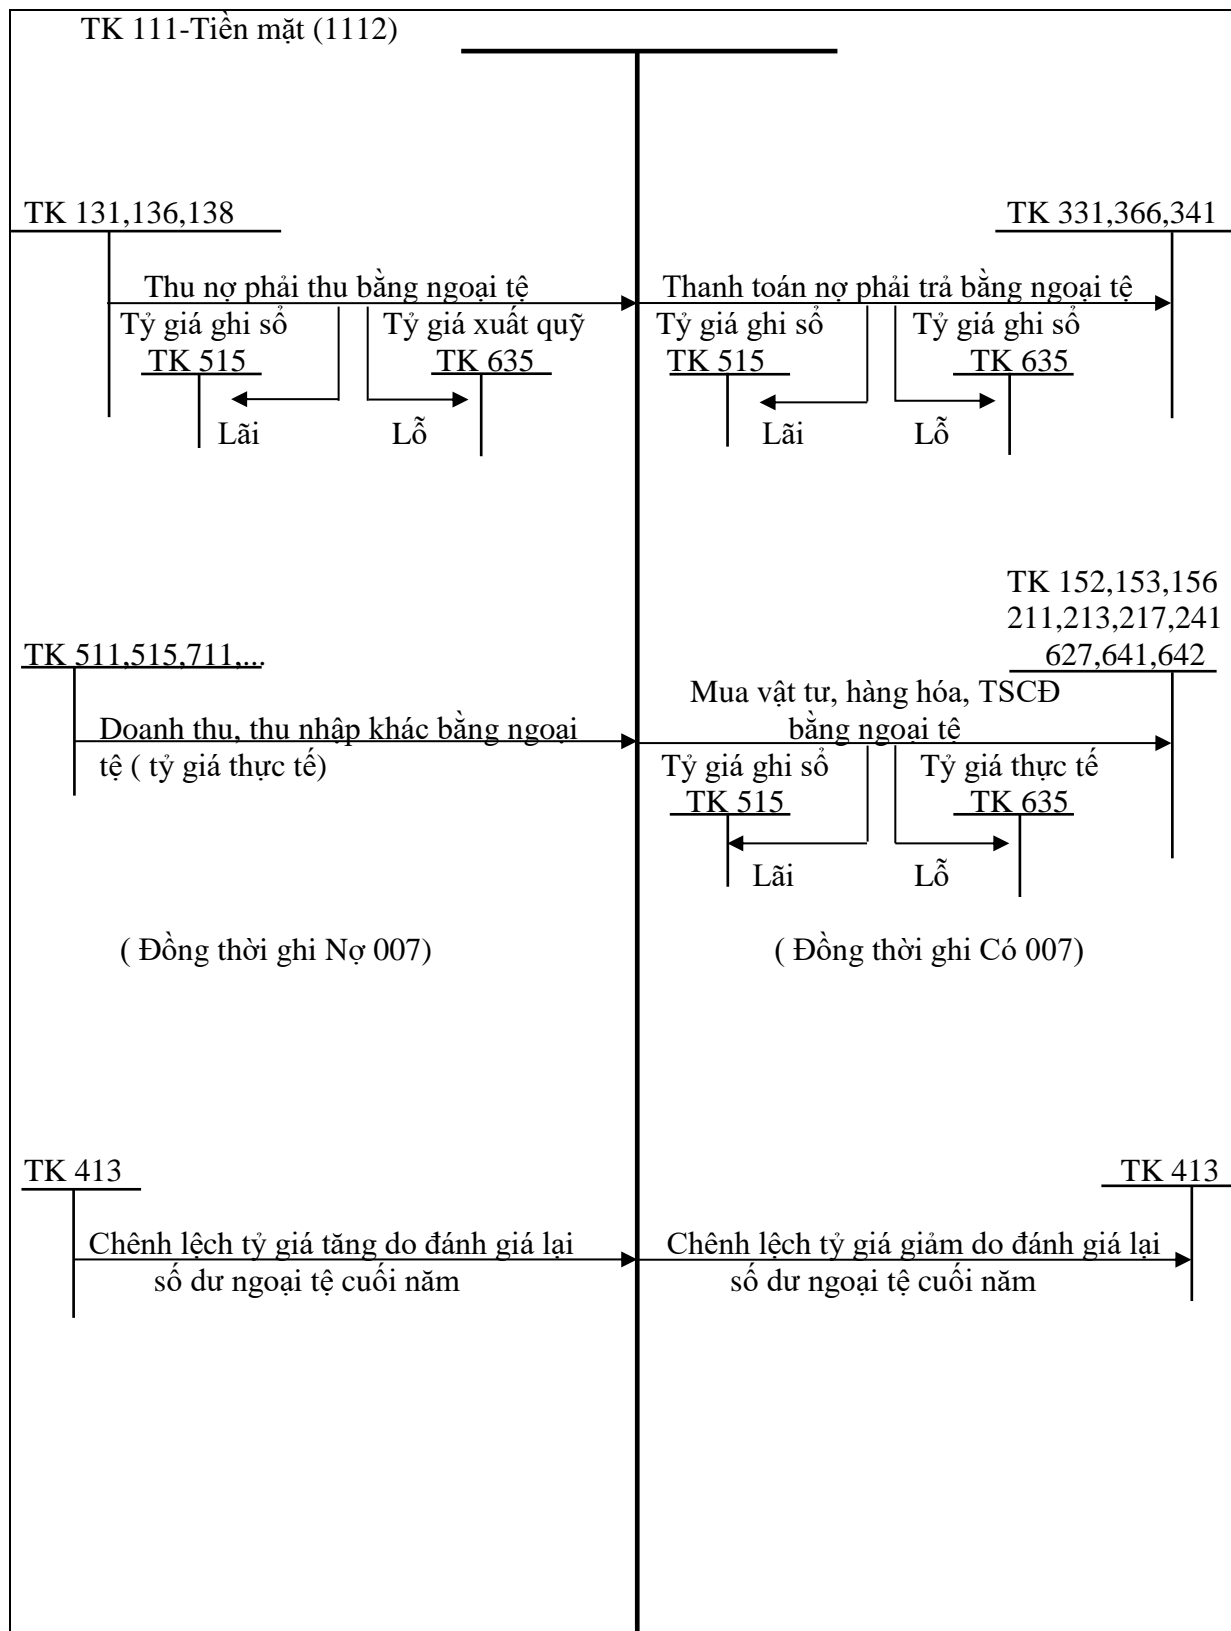 TK 111-Tiền mặt (1112)
TK 131,136,138
TK 331,366,341
Thu nợ phải thu bằng ngoại tệ
Thanh toán nợ phải trả bằng ngoại tệ
Tỷ giá ghi sổ
Tỷ giá xuất quỹ
Tỷ giá ghi sổ
Tỷ giá ghi sổ
TK 515
TK 635
TK 515
TK 635
Lãi
Lỗ
Lãi
Lỗ
TK 152,153,156
211,213,217,241
627,641,642
TK 511,515,711,...
Mua vật tư, hàng hóa, TSCĐ
bằng ngoại tệ
Doanh thu, thu nhập khác bằng ngoại
tệ ( tỷ giá thực tế)
Tỷ giá ghi sổ
Tỷ giá thực tế
TK 515
TK 635
Lãi
Lỗ
( Đồng thời ghi Nợ 007)
( Đồng thời ghi Có 007)
TK 413
TK 413
Chênh lệch tỷ giá tăng do đánh giá lại
số dư ngoại tệ cuối năm
Chênh lệch tỷ giá giảm do đánh giá lại
số dư ngoại tệ cuối năm